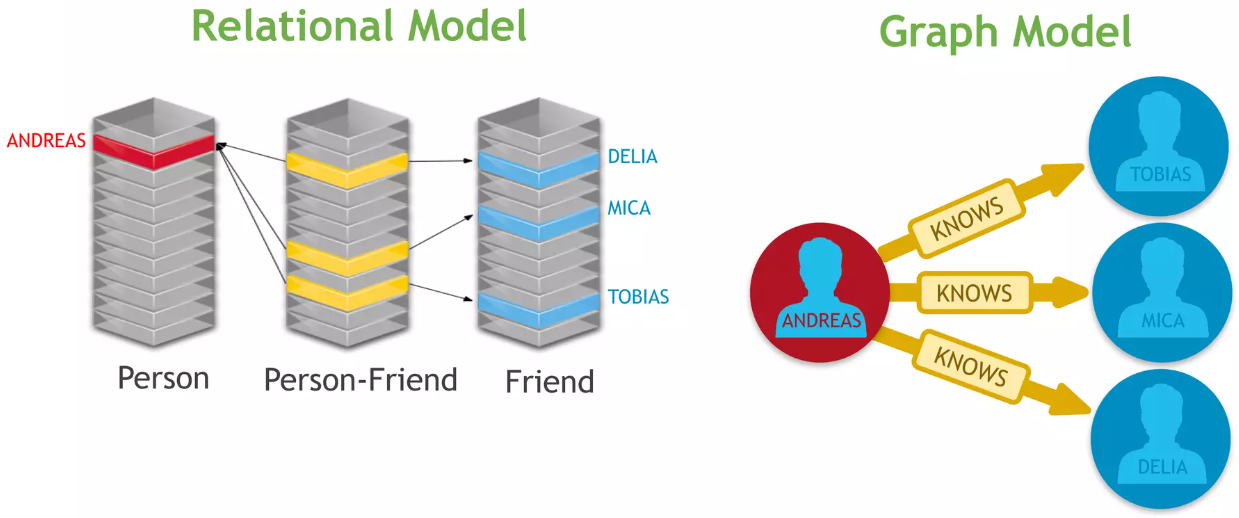 Relational Model
ANDREAS
DELIA
MICA
TOBIAS
Person
Person-Friend
Friend
Graph Model
TOBIAS
KNOWS
ANDREAS
KNOWS
MICA
KNOWS
DELIA